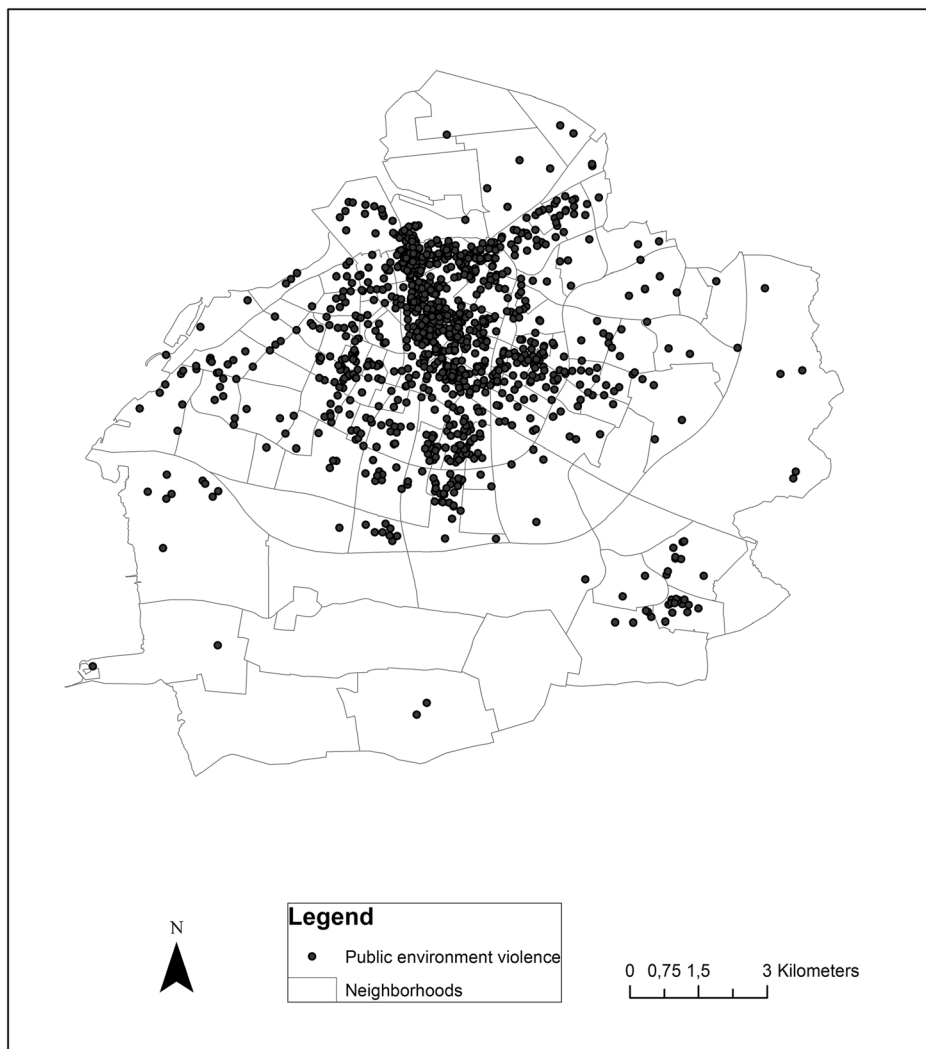 N
Legend
Public environment violence
Neighborhoods
0 0,75 1,5 3 Kilometers